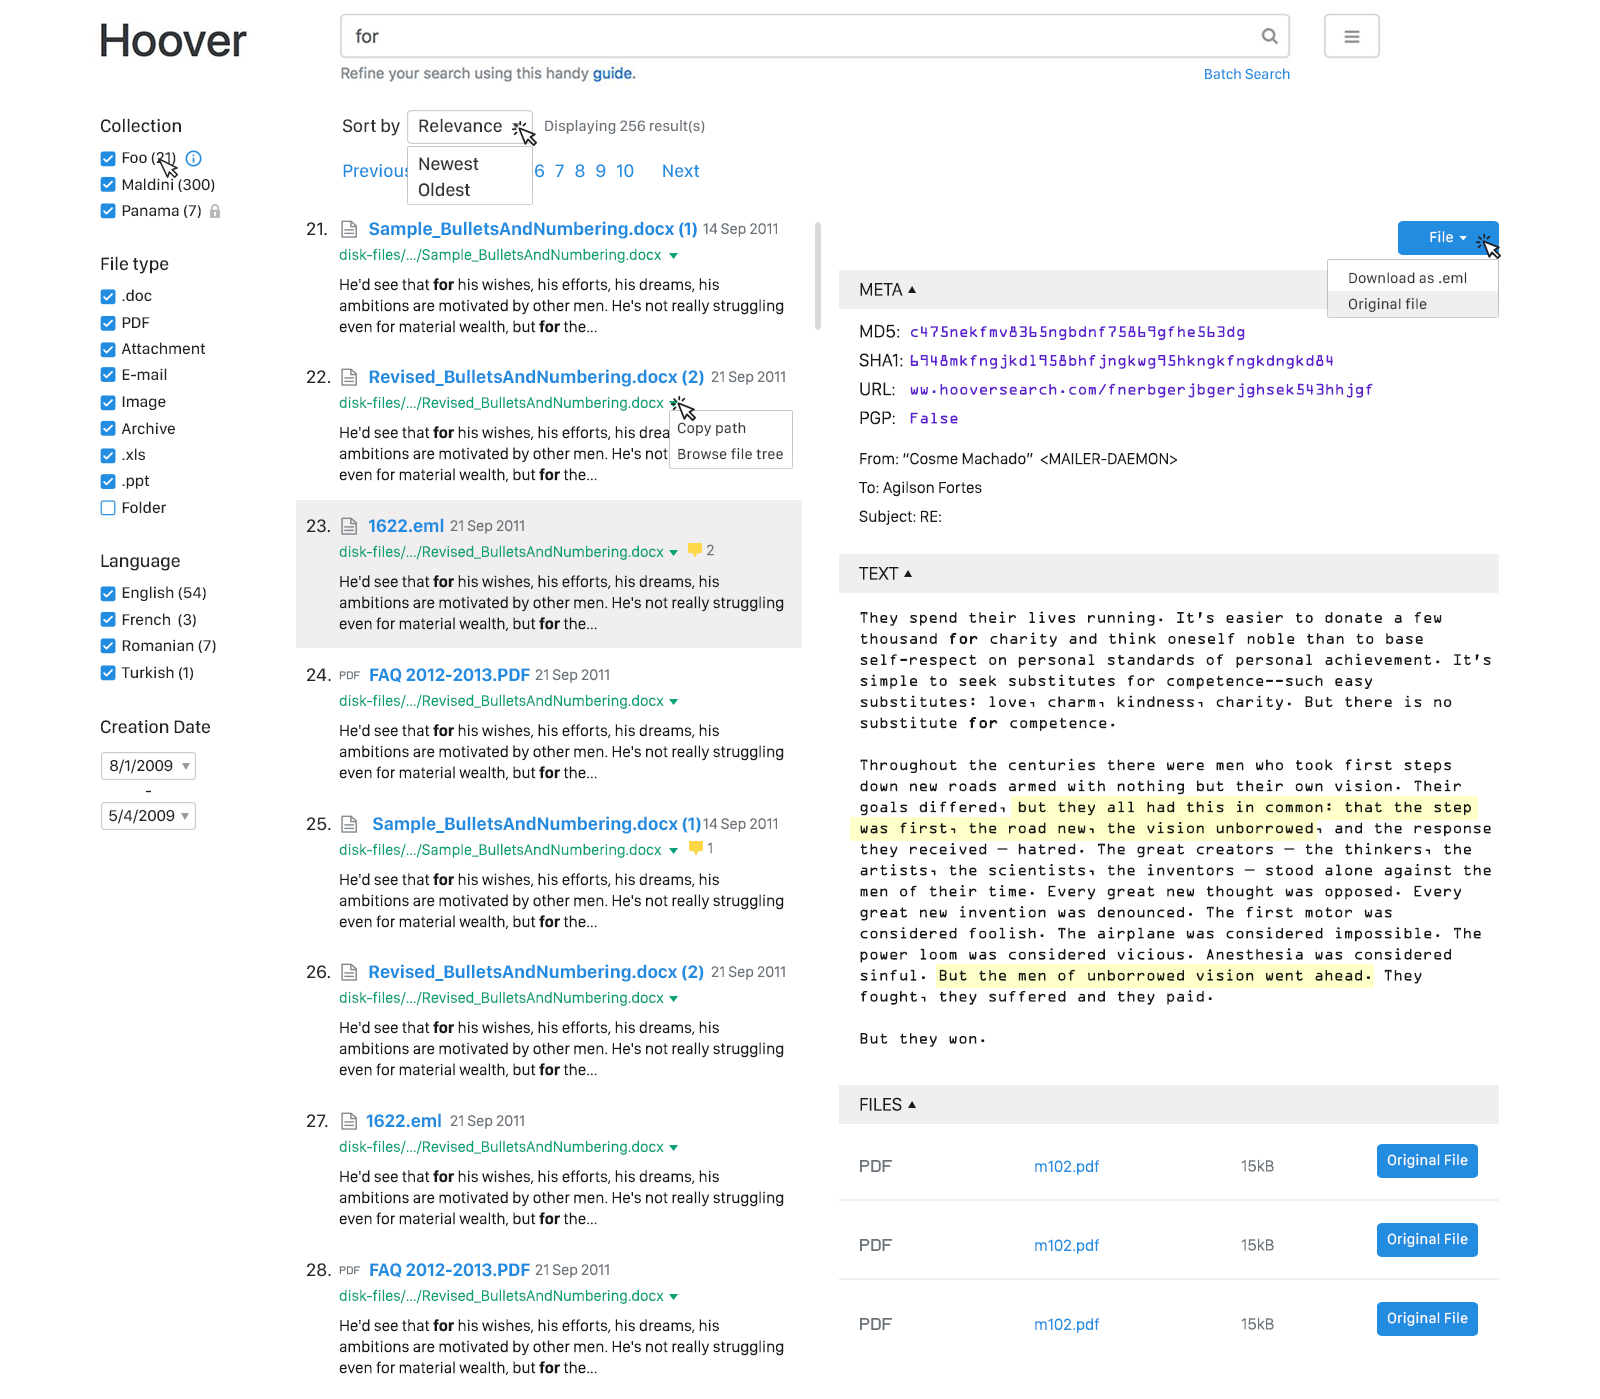 Hoover
for
Refine your search using this handy guide.
Batch Search
Collection
Foo (21)
Maldini (300)
Panama (7)
File type
.doc
PDF
Attachment
E-mail
Image
Archive
.xls
.ppt
Folder
Language
English (54)
French (3)
Romanian (7)
Turkish (1)
Creation Date
8/1/2009
-
5/4/2009
Sort by Relevance Displaying 256 result(s)
Newest
Oldest
Previous 6 7 8 9 10 Next
21. Sample_BulletsAndNumbering.docx (1) 14 Sep 2011
disk-files/.../Sample_BulletsAndNumbering.docx
He'd see that for his wishes, his efforts, his dreams, his
ambitions are motivated by other men. He's not really struggling
even for material wealth, but for the...
22. Revised_BulletsAndNumbering.docx (2) 21 Sep 2011
disk-files/.../Revised_BulletsAndNumbering.docx
Copy path
Browse file tree
He'd see that for his wishes, his efforts, his drea
ambitions are motivated by other men. He's not
even for material wealth, but for the...
23. 1622.eml 21 Sep 2011
disk-files/.../Revised_BulletsAndNumbering.docx 2
He'd see that for his wishes, his efforts, his dreams, his
ambitions are motivated by other men. He's not really struggling
even for material wealth, but for the...
24. PDF FAQ 2012-2013.PDF 21 Sep 2011
disk-files/.../Revised_BulletsAndNumbering.docx
He'd see that for his wishes, his efforts, his dreams, his
ambitions are motivated by other men. He's not really struggling
even for material wealth, but for the...
25. Sample_BulletsAndNumbering.docx (1) 14 Sep 2011
disk-files/.../Sample_BulletsAndNumbering.docx 1
He'd see that for his wishes, his efforts, his dreams, his
ambitions are motivated by other men. He's not really struggling
even for material wealth, but for the...
26. Revised_BulletsAndNumbering.docx (2) 21 Sep 2011
disk-files/.../Revised_BulletsAndNumbering.docx
He'd see that for his wishes, his efforts, his dreams, his
ambitions are motivated by other men. He's not really struggling
even for material wealth, but for the...
27. 1622.eml 21 Sep 2011
disk-files/.../Revised_BulletsAndNumbering.docx
He'd see that for his wishes, his efforts, his dreams, his
ambitions are motivated by other men. He's not really struggling
even for material wealth, but for the...
28. PDF FAQ 2012-2013.PDF 21 Sep 2011
disk-files/.../Revised_BulletsAndNumbering.docx
He'd see that for his wishes, his efforts, his dreams, his
ambitions are motivated by other men. He's not really struggling
even for material wealth, but for the...
File
Download as .eml
Original file
META
MD5: c475nekfmv8365ngbdnf75869gfhe563dg
SHA1: 6948mkfngjkdl958bhfjngkwg95hkngkfngkdngkd84
URL: ww.hooversearch.com/fnerbgerjbgerjghsek543hhjgf
PGP: False
From: “Cosme Machado” <MAILER-DAEMON>
To: Agilson Fortes
Subject: RE:
TEXT
They spend their lives running. It's easier to donate a few
thousand for charity and think oneself noble than to base
self-respect on personal standards of personal achievement. It's
simple to seek substitutes for competence--such easy
substitutes: love, charm, kindness, charity. But there is no
substitute for competence.
Throughout the centuries there were men who took first steps
down new roads armed with nothing but their own vision. Their
goals differed, but they all had this in common: that the step
was first, the road new, the vision unborrowed, and the response
they received — hatred. The great creators — the thinkers, the
artists, the scientists, the inventors — stood alone against the
men of their time. Every great new thought was opposed. Every
great new invention was denounced. The first motor was
considered foolish. The airplane was considered impossible. The
power loom was considered vicious. Anesthesia was considered
sinful. But the men of unborrowed vision went ahead. They
fought, they suffered and they paid.
But they won.
FILES
PDF m102.pdf 15kB Original File
PDF m102.pdf 15kB Original File
PDF m102.pdf 15kB Original File